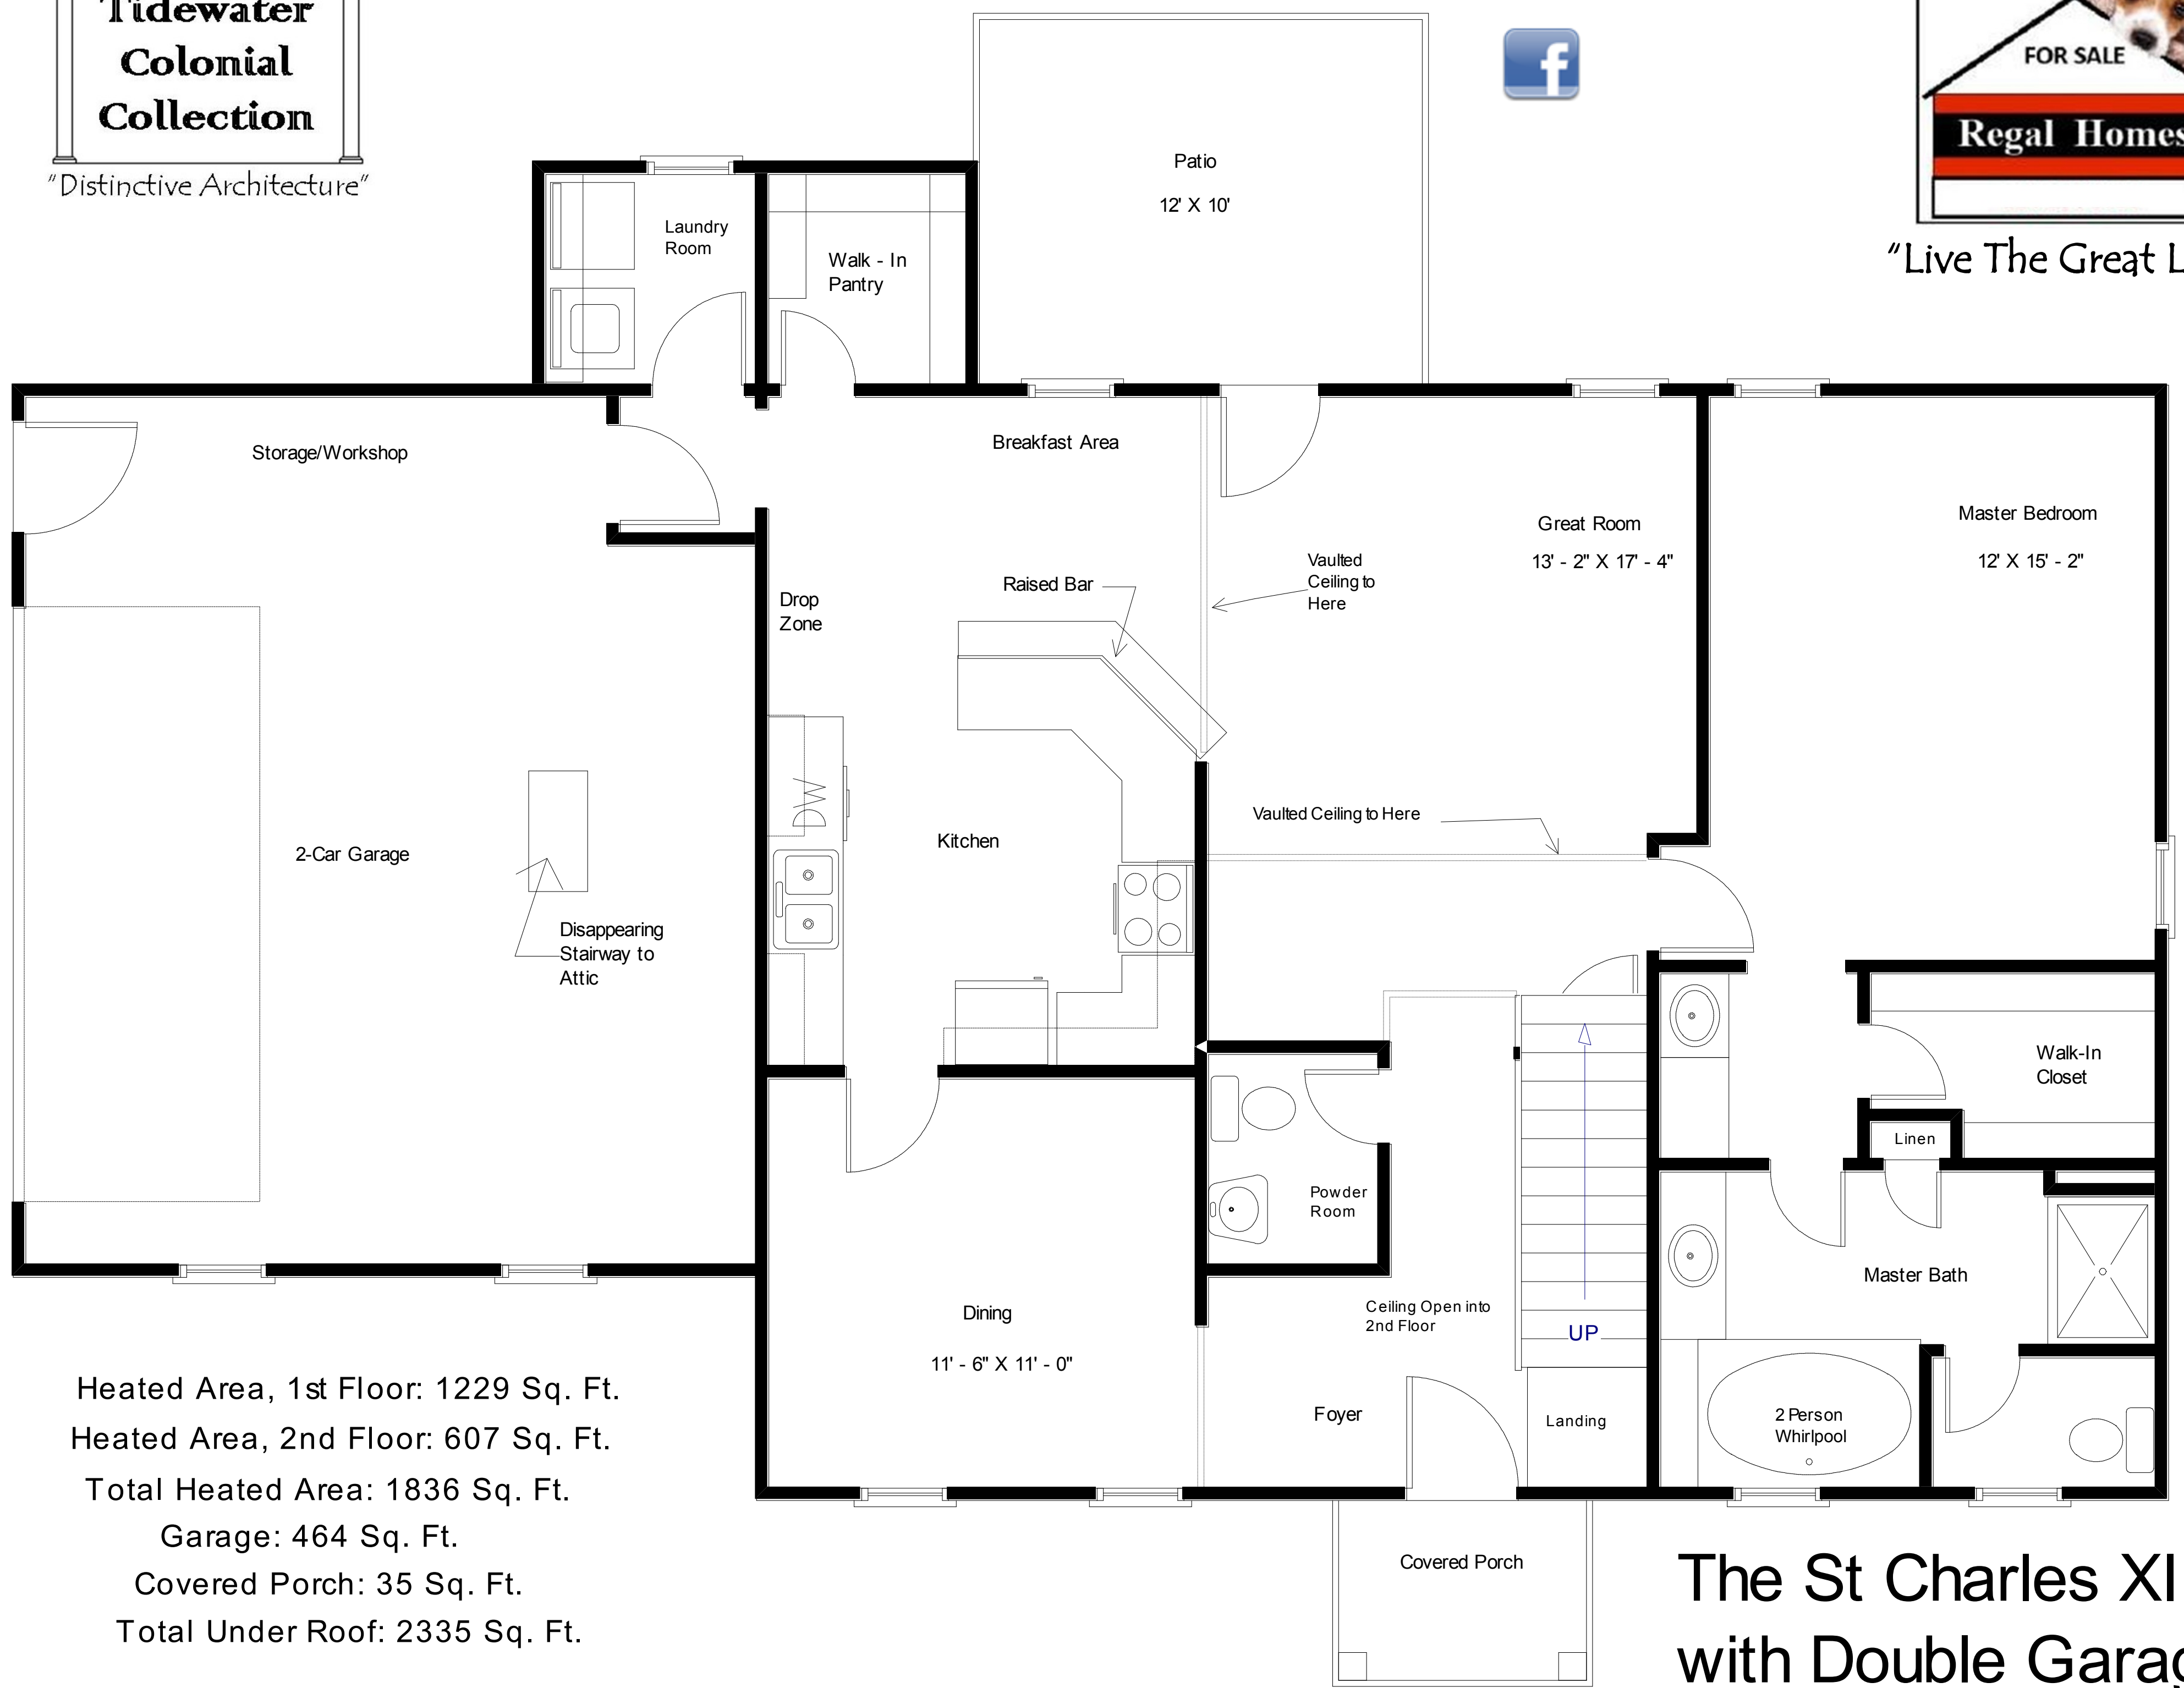 Tidewater
Colonial
Collection
"Distinctive Architecture"
FOR SALE
Regal Homes
"Live The Great L
Patio
12' X 10'
Laundry
Room
Walk - In
Pantry
Storage/Workshop
Breakfast Area
Great Room
13' - 2" X 17' - 4"
Master Bedroom
12' X 15' - 2"
Vaulted
Ceiling to
Here
Raised Bar
Drop
Zone
DW
Vaulted Ceiling to Here
Kitchen
2-Car Garage
Disappearing
Stairway to
Attic
Walk-In
Closet
Linen
Powder
Room
Master Bath
Ceiling Open into
2nd Floor
UP
Dining
11' - 6" X 11' - 0"
Foyer
Landing
2 Person
Whirlpool
Covered Porch
Heated Area, 1st Floor: 1229 Sq. Ft.
Heated Area, 2nd Floor: 607 Sq. Ft.
Total Heated Area: 1836 Sq. Ft.
Garage: 464 Sq. Ft.
Covered Porch: 35 Sq. Ft.
Total Under Roof: 2335 Sq. Ft.
The St Charles XI
with Double Garag